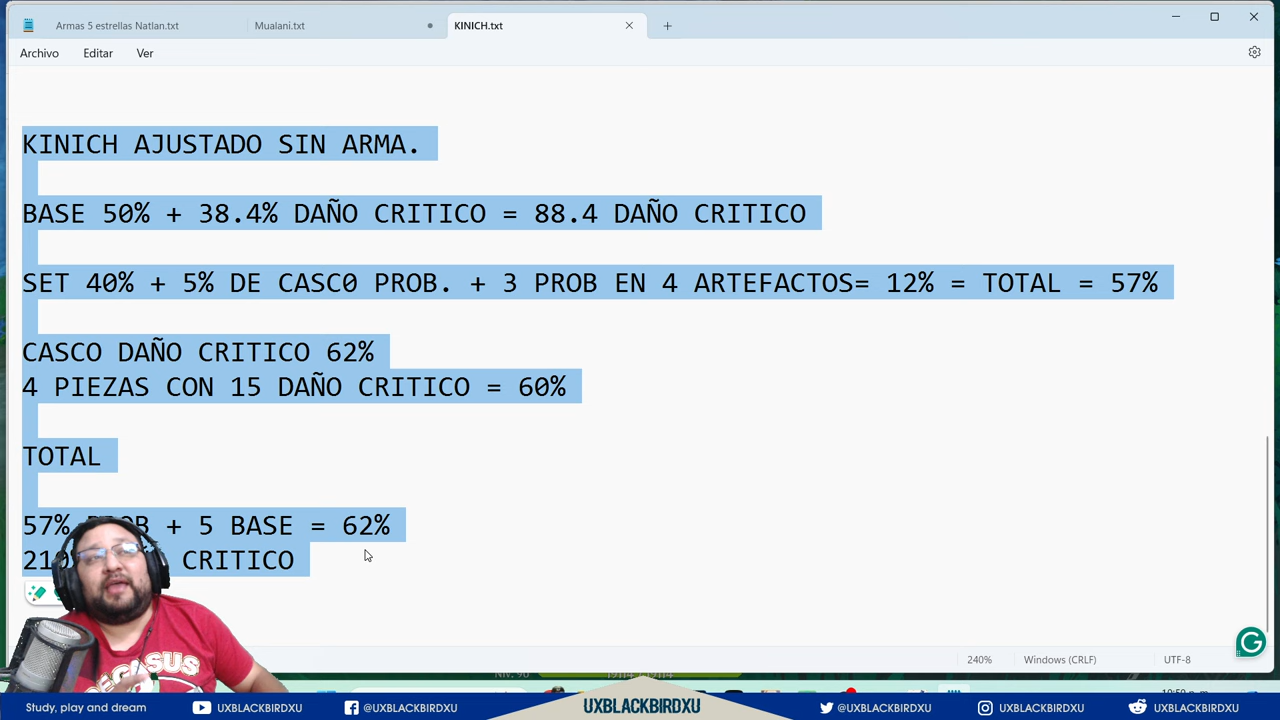 Armas 5 estrellas Natlan.txt
Mualani.txt
KINICH.txt
Archivo
Editar
Ver
KINICH AJUSTADO SIN ARMA.
BASE 50% + 38.4% DAÑO CRITICO = 88.4 DAÑO CRITICO
SET 40% + 5% DE CASC0 PROB. + 3 PROB EN 4 ARTEFACTOS= 12% = TOTAL = 57%
CASCO DAÑO CRITICO 62%
4 PIEZAS CON 15 DAÑO CRITICO = 60%
TOTAL
57% PROB + 5 BASE = 62%
CRITICO
240%
Windows (CRLF)
UTF-8
PEGASUS
Study, play and dream
UXBLACKBIRDXU
@UXBLACKBIRDXU
UXBLACKBIRDXU
@UXBLACKBIRDXU
UXBLACKBIRDXU
UXBLACKBIRDXU